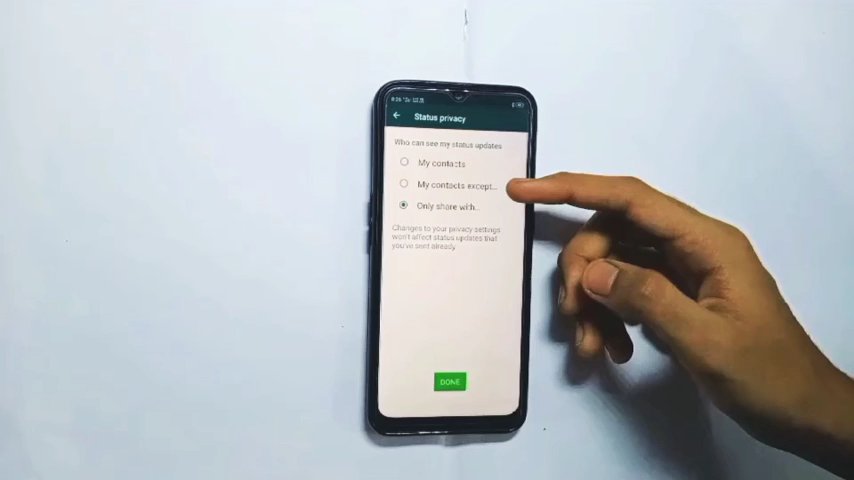 Status privacy
Who can see my status updates
My contacts
My contacts except...
Only share with...
Changes to your privacy settings
won't affect status updates that
you've sent already
DONE